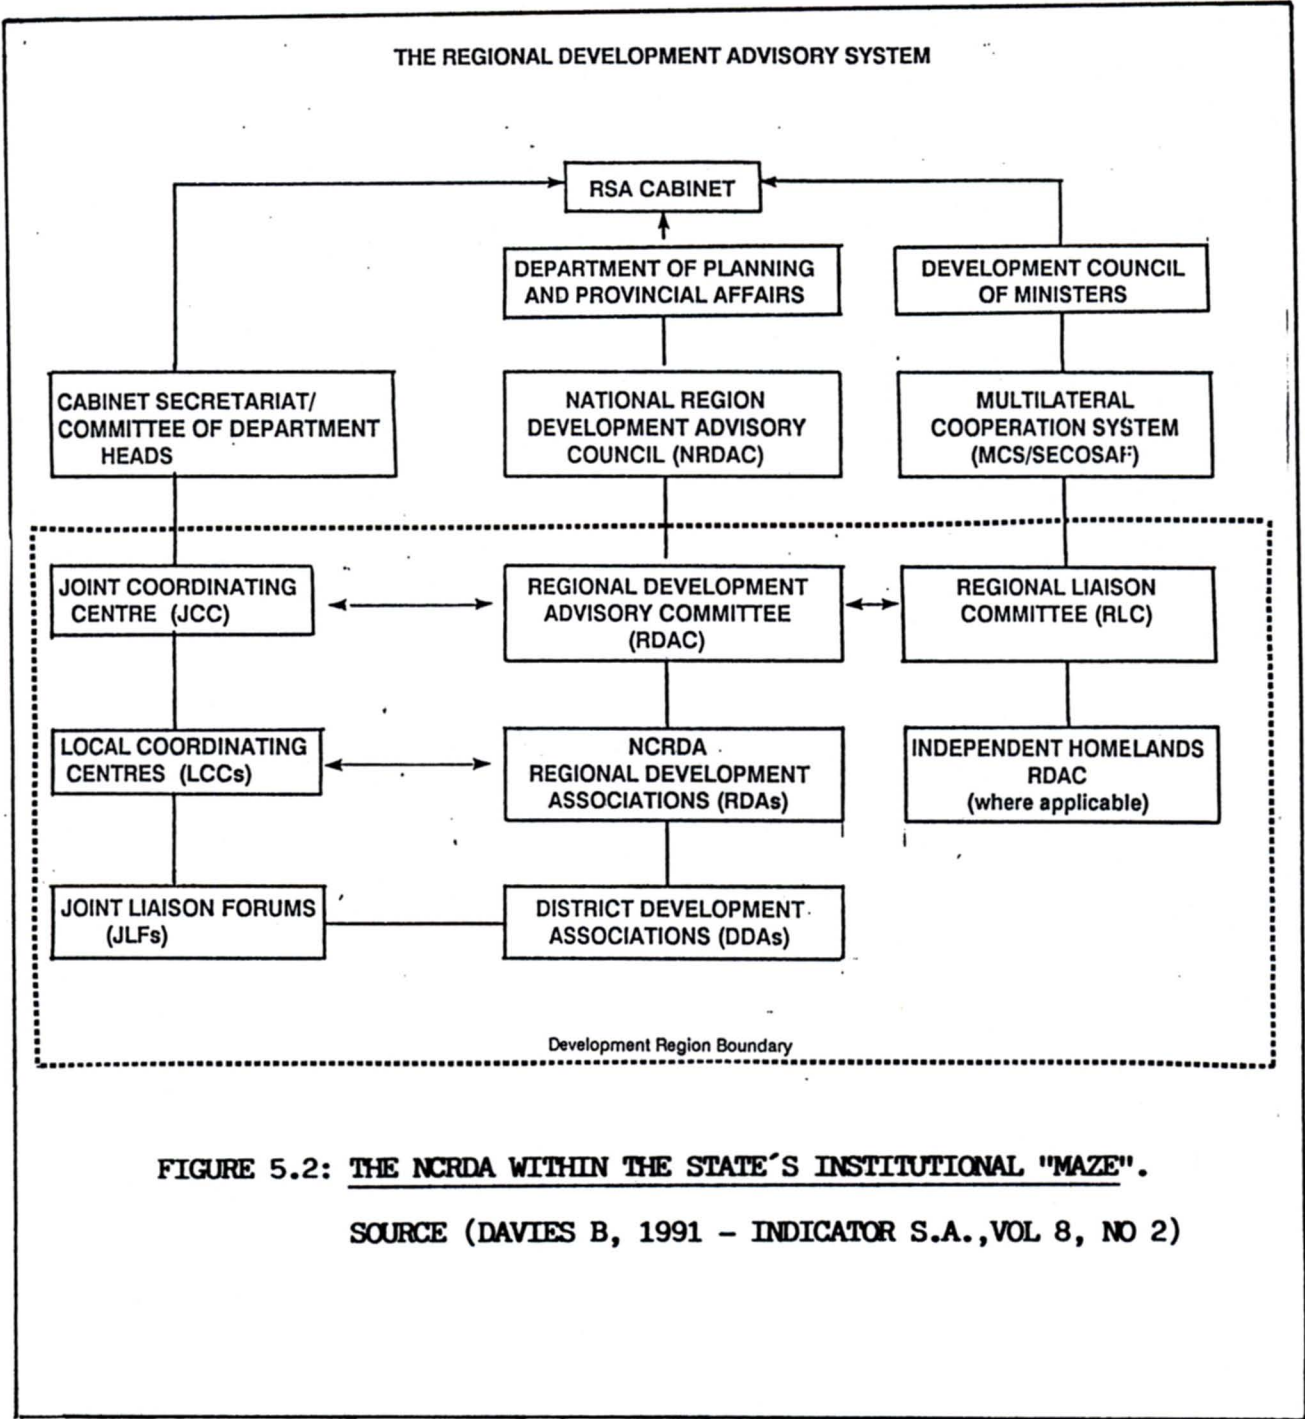 THE REGIONAL DEVELOPMENT ADVISORY SYSTEM
RSA CABINET
DEPARTMENT OF PLANNING
AND PROVINCIAL AFFAIRS
DEVELOPMENT COUNCIL
OF MINISTERS
CABINET SECRETARIAT/
COMMITTEE OF DEPARTMENT
HEADS
NATIONAL REGION
DEVELOPMENT ADVISORY
COUNCIL (NRDAC)
MULTILATERAL
COOPERATION SYSTEM
(MCS/SECOSAF)
JOINT COORDINATING
CENTRE (JCC)
REGIONAL DEVELOPMENT
ADVISORY COMMITTEE
(RDAC)
REGIONAL LIAISON
COMMITTEE (RLC)
LOCAL COORDINATING
CENTRES (LCCs)
NCRDA
REGIONAL DEVELOPMENT
ASSOCIATIONS (RDAs)
INDEPENDENT HOMELANDS
RDAC
(where applicable)
JOINT LIAISON FORUMS
(JLFs)
DISTRICT DEVELOPMENT
ASSOCIATIONS (DDAs)
Development Region Boundary
FIGURE 5.2: THE NCRDA WITHIN THE STATE´S INSTITUTIONAL "MAZE".
SOURCE (DAVIES B, 1991 – INDICATOR S.A.,VOL 8, NO 2)